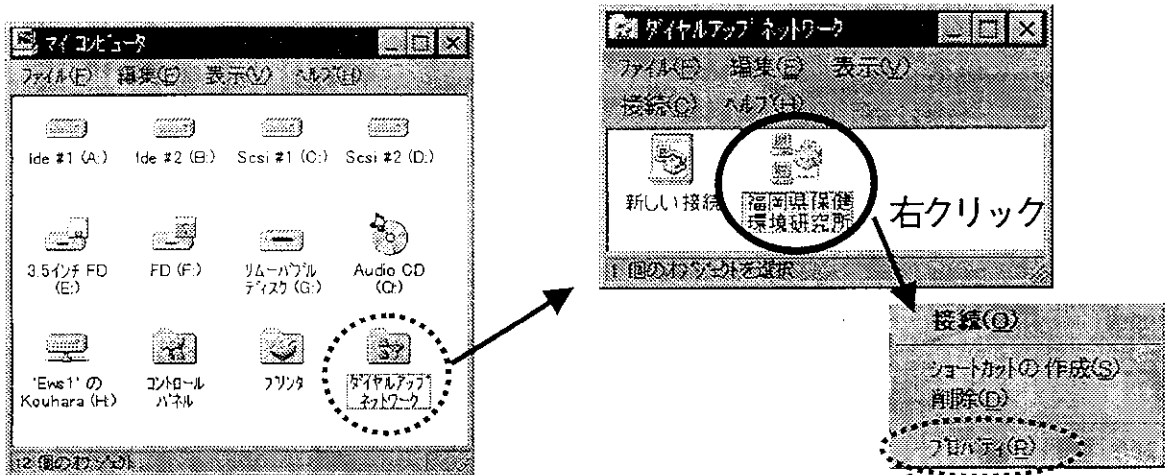 マイ コンピュータ
ファイル(F) 編集(E) 表示(V) ヘルプ(H)
Ide #1 (A:) Ide #2 (B:) Scsi #1 (C:) Scsi #2 (D:)
3.5インチ FD (E:) FD (F:) リムーバブル ディスク (G:) Audio CD (Q:)
'Ews1' の Kouhara (H:) コントロール パネル プリンタ ダイヤルアップ ネットワーク
12 個のオブジェクト
ダイヤルアップ ネットワーク
ファイル(F) 編集(E) 表示(V)
接続(C) ヘルプ(H)
新しい接続 福岡県保健環境研究所
右クリック
1 個のオブジェクトを選択
接続(O)
ショートカットの作成(S)
削除(D)
プロパティ(R)